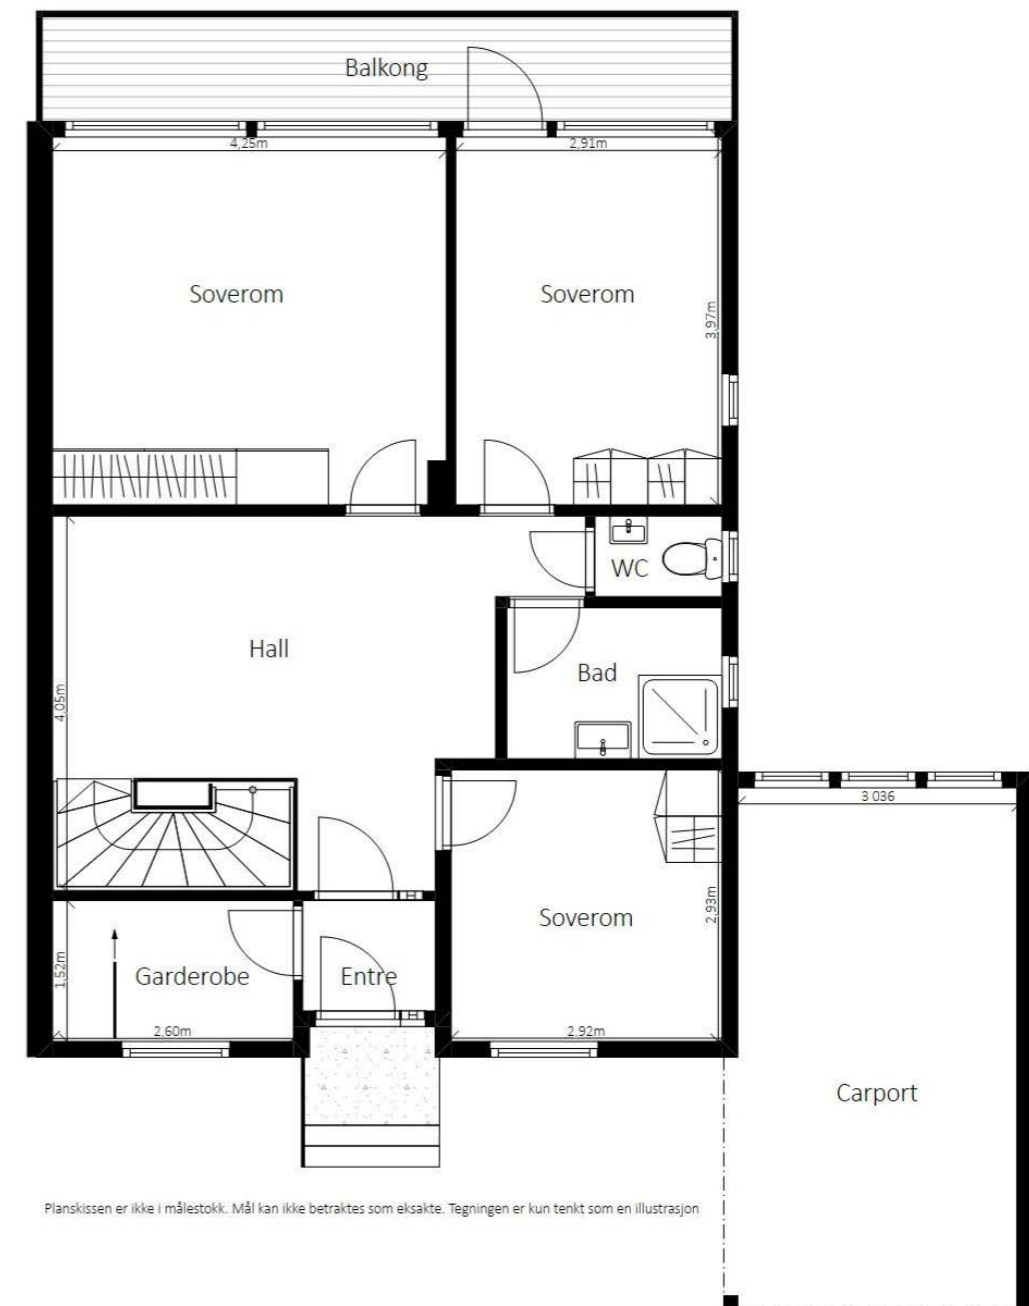 Balkong
4,25m
2,91m
Soverom
Soverom
3,97m
WC
Hall
Bad
4,05m
3 036
Soverom
2,93m
Garderobe
Entre
1,52m
2,60m
2.92m
Carport
Planskissen er ikke i målestokk. Mål kan ikke betraktes som eksakte. Tegningen er kun tenkt som en illustrasjon